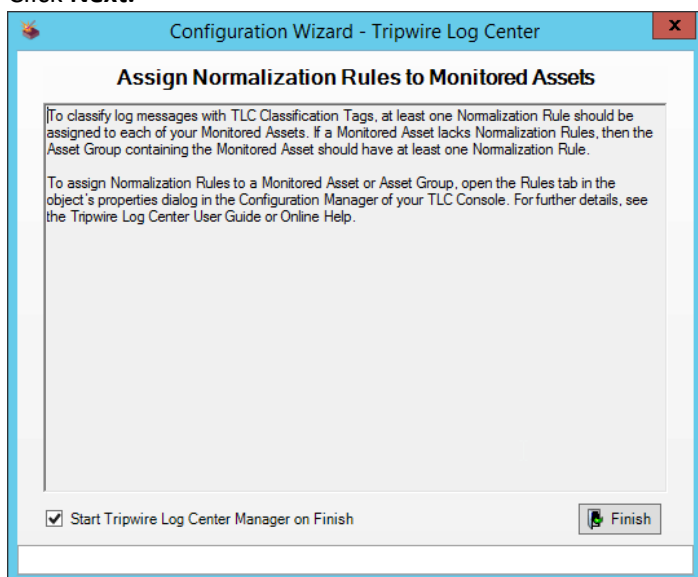 Click Next.
Configuration Wizard - Tripwire Log Center
x
Assign Normalization Rules to Monitored Assets
To classify log messages with TLC Classification Tags, at least one Normalization Rule should be
assigned to each of your Monitored Assets. If a Monitored Asset lacks Normalization Rules, then the
Asset Group containing the Monitored Asset should have at least one Normalization Rule.
To assign Normalization Rules to a Monitored Asset or Asset Group, open the Rules tab in the
object's properties dialog in the Configuration Manager of your TLC Console. For further details, see
the Tripwire Log Center User Guide or Online Help.
Start Tripwire Log Center Manager on Finish
Finish